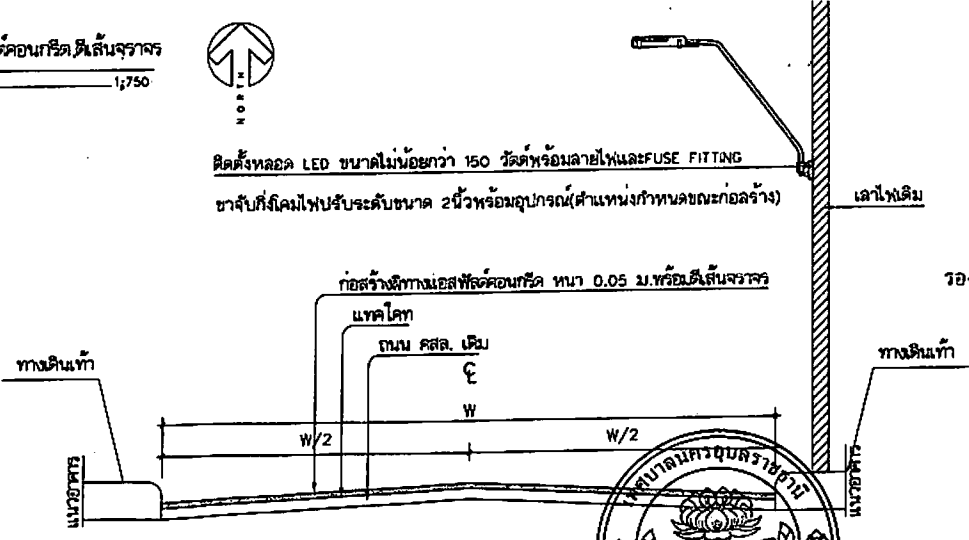 คอนกรีต,ตีเส้นจราจร
1;750
NORTH
ติดตั้งหลอด LED ขนาดไม่น้อยกว่า 150 วัตต์พร้อมสายไฟและFUSE FITTING
ขาจับกิ่งโคมไฟปรับระดับขนาด 2นิ้วพร้อมอุปกรณ์(ตำแหน่งกำหนดขณะก่อสร้าง)
เสาไฟเดิม
ก่อสร้างผิวทางแอสฟัลต์คอนกรีต หนา 0.05 ม.พร้อมตีเส้นจราจร
แทคโคท
ถนน คสล. เดิม
ทางเดินเท้า
ทางเดินเท้า
W
W/2
W/2
แนวอาคาร
แนวอาคาร
เทศบาลนครอุบลราชธานี